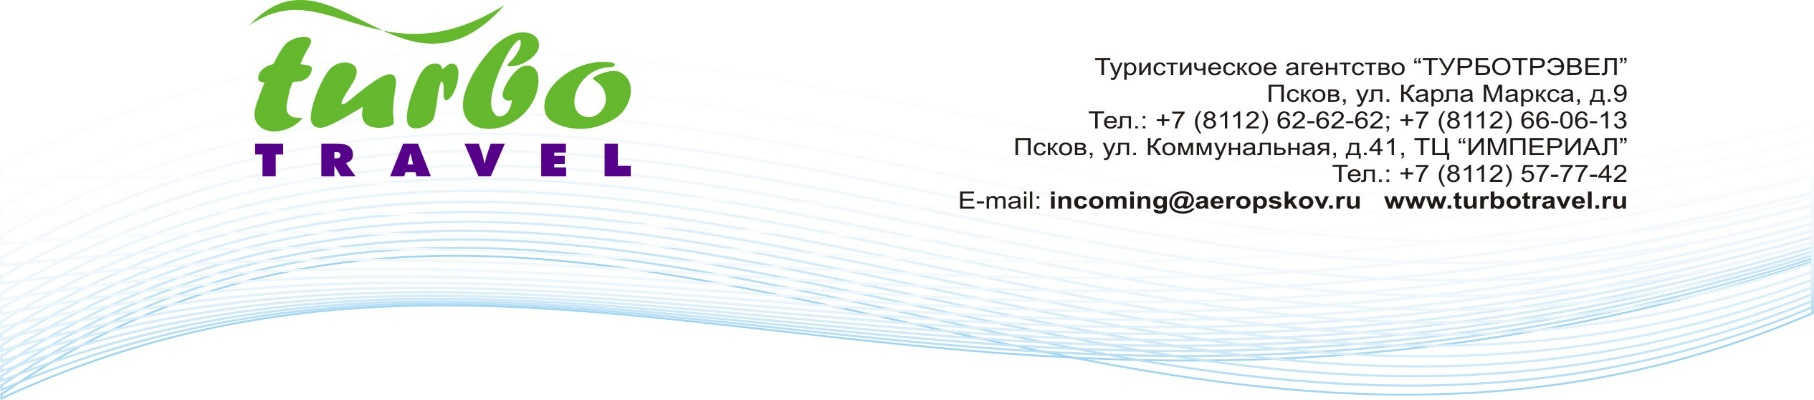 turbo
TRAVEL
Туристическое агентство “ТУРБОТРЭВЕЛ”
Псков, ул. Карла Маркса, д.9
Тел.: +7 (8112) 62-62-62; +7 (8112) 66-06-13
Псков, ул. Коммунальная, д.41, ТЦ “ИМПЕРИАЛ”
Тел.: +7 (8112) 57-77-42
E-mail: incoming@aeropskov.ru www.turbotravel.ru